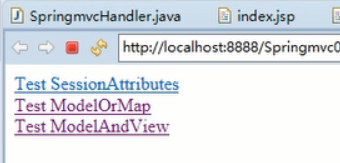 SpringmvcHandler.java
index.jsp
http://localhost:8888/Springmvc0
Test SessionAttributes
Test ModelOrMap
Test ModelAndView